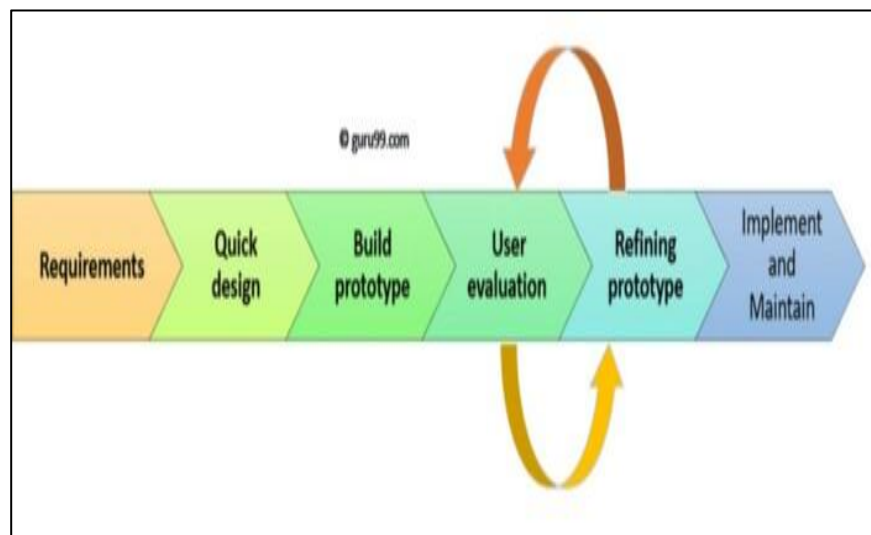 © guru99.com
Requirements
Quick
design
Build
prototype
User
evaluation
Refining
prototype
Implement
and
Maintain